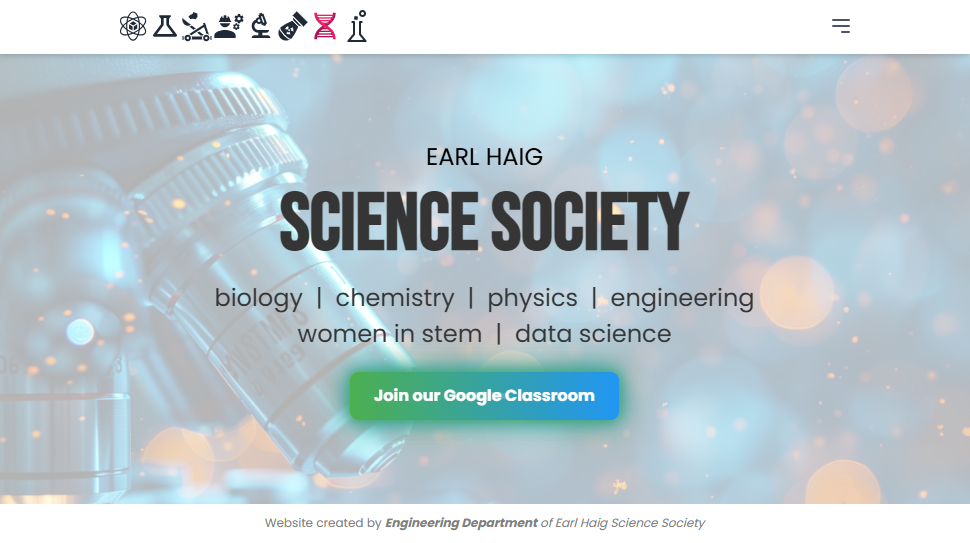 EARL HAIG
SCIENCE SOCIETY
biology | chemistry | physics | engineering
women in stem | data science
Join our Google Classroom
Website created by Engineering Department of Earl Haig Science Society